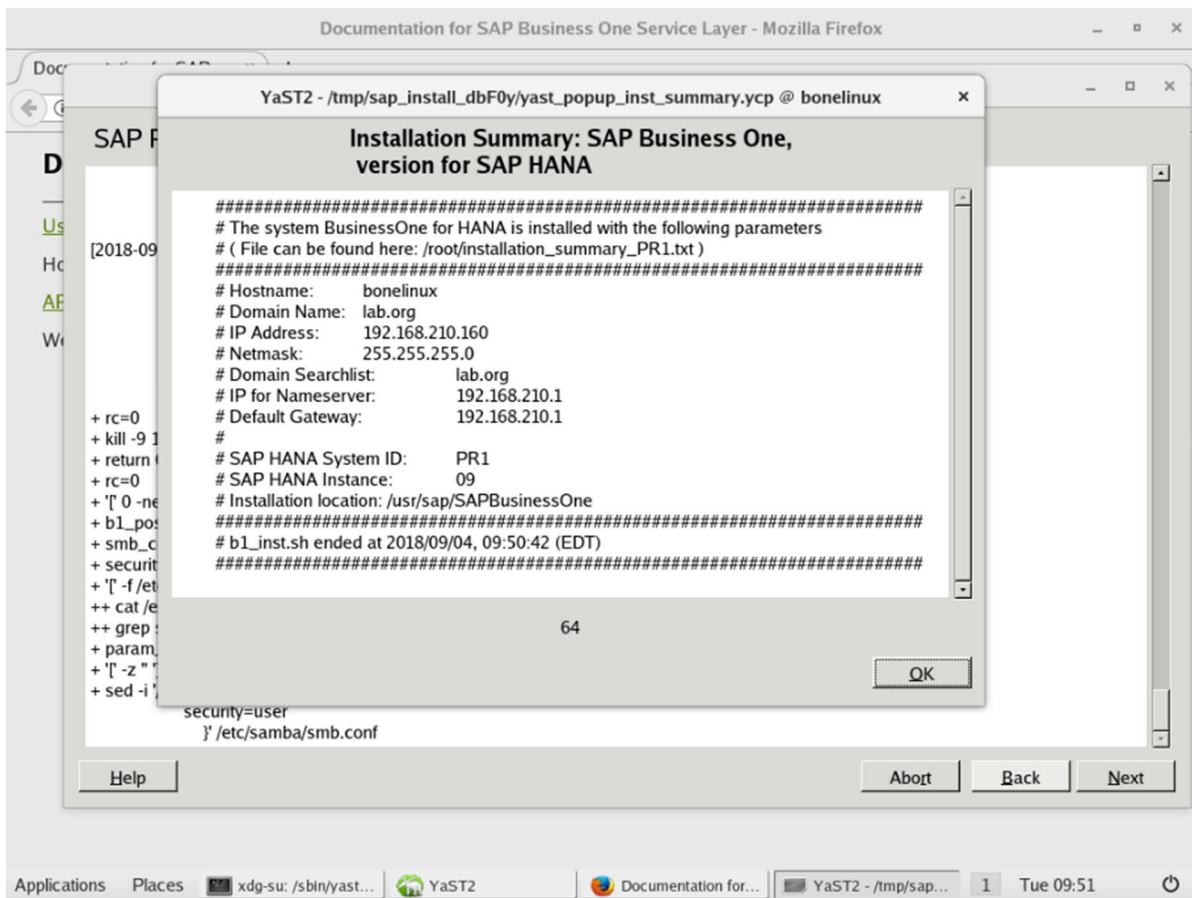 Documentation for SAP Business One Service Layer - Mozilla Firefox
YaST2 - /tmp/sap_install_dbF0y/yast_popup_inst_summary.ycp @ bonelinux
SAP
Installation Summary: SAP Business One,
version for SAP HANA
[2018-09
########################################################################
# The system BusinessOne for HANA is installed with the following parameters
# ( File can be found here: /root/installation_summary_PR1.txt )
########################################################################
# Hostname: bonelinux
# Domain Name: lab.org
# IP Address: 192.168.210.160
# Netmask: 255.255.255.0
# Domain Searchlist: lab.org
# IP for Nameserver: 192.168.210.1
# Default Gateway: 192.168.210.1
#
# SAP HANA System ID: PR1
# SAP HANA Instance: 09
# Installation location: /usr/sap/SAPBusinessOne
########################################################################
# b1_inst.sh ended at 2018/09/04, 09:50:42 (EDT)
########################################################################
64
OK
+ rc=0
+ kill -9 1
+ return
+ rc=0
+ '[' 0 -ne
+ b1_pos
+ smb_c
+ securit
+ '[' -f /et
++ cat /e
++ grep
+ param_
+ '[' -z ''
+ sed -i '/
security=user
}' /etc/samba/smb.conf
Help
Abort
Back
Next
Applications Places xdg-su: /sbin/yast... YaST2 Documentation for... YaST2 - /tmp/sap... 1 Tue 09:51